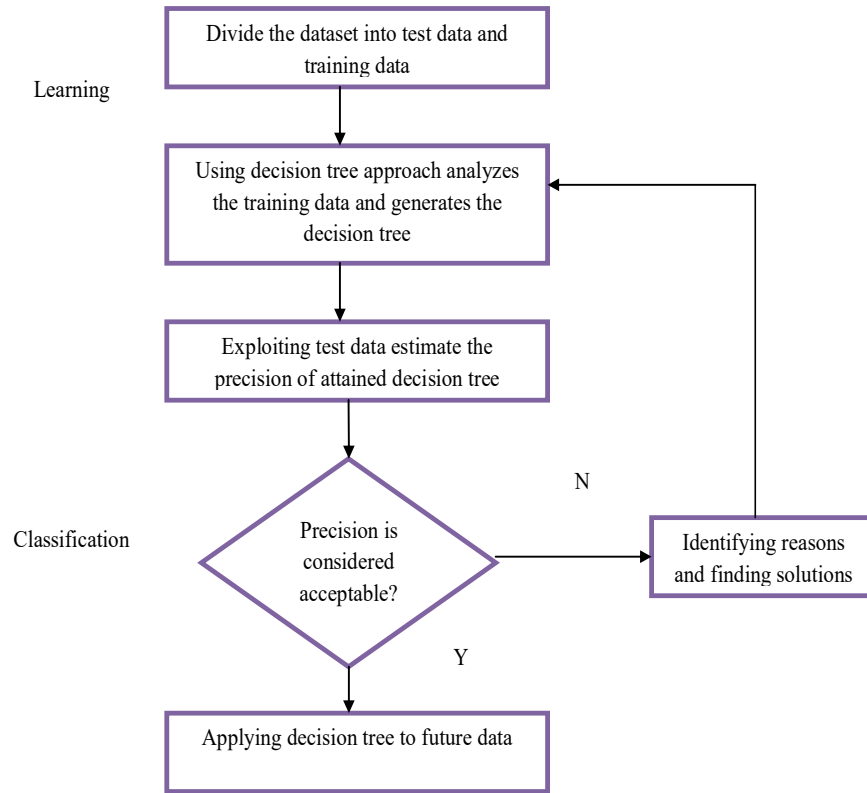 Divide the dataset into test data and
training data
Learning
Using decision tree approach analyzes
the training data and generates the
decision tree
Exploiting test data estimate the
precision of attained decision tree
N
Classification
Precision is
considered
acceptable?
Identifying reasons
and finding solutions
Y
Applying decision tree to future data